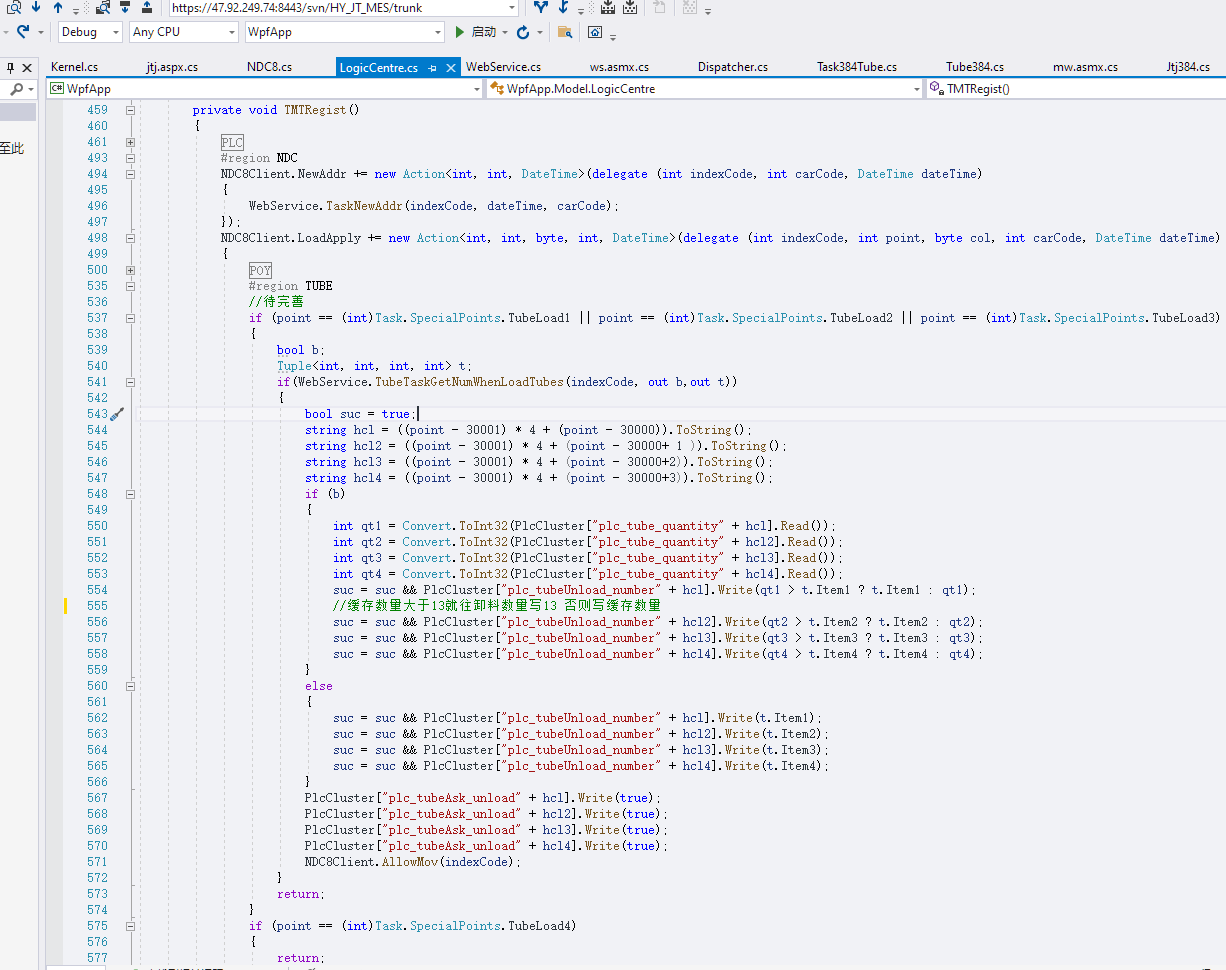 https://47.92.249.74:8443/svn/HY_JT_MES/trunk
Debug Any CPU WpfApp 启动
Kernel.cs jtj.aspx.cs NDC8.cs LogicCentre.cs WebService.cs ws.asmx.cs Dispatcher.cs Task384Tube.cs Tube384.cs mw.asmx.cs Jtj384.cs
WpfApp WpfApp.Model.LogicCentre TMTRegist()
至此
459 private void TMTRegist()
460 {
461 PLC
493 #region NDC
494 NDC8Client.NewAddr += new Action<int, int, DateTime>(delegate (int indexCode, int carCode, DateTime dateTime)
495 {
496 WebService.TaskNewAddr(indexCode, dateTime, carCode);
497 });
498 NDC8Client.LoadApply += new Action<int, int, byte, int, DateTime>(delegate (int indexCode, int point, byte col, int carCode, DateTime dateTime)
499 {
500 POY
535 #region TUBE
536 //待完善
537 if (point == (int)Task.SpecialPoints.TubeLoad1 || point == (int)Task.SpecialPoints.TubeLoad2 || point == (int)Task.SpecialPoints.TubeLoad3)
538 {
539 bool b;
540 Tuple<int, int, int, int> t;
541 if(WebService.TubeTaskGetNumWhenLoadTubes(indexCode, out b,out t))
542 {
543 bool suc = true;
544 string hcl = ((point - 30001) * 4 + (point - 30000)).ToString();
545 string hcl2 = ((point - 30001) * 4 + (point - 30000+ 1 )).ToString();
546 string hcl3 = ((point - 30001) * 4 + (point - 30000+2)).ToString();
547 string hcl4 = ((point - 30001) * 4 + (point - 30000+3)).ToString();
548 if (b)
549 {
550 int qt1 = Convert.ToInt32(PlcCluster["plc_tube_quantity" + hcl].Read());
551 int qt2 = Convert.ToInt32(PlcCluster["plc_tube_quantity" + hcl2].Read());
552 int qt3 = Convert.ToInt32(PlcCluster["plc_tube_quantity" + hcl3].Read());
553 int qt4 = Convert.ToInt32(PlcCluster["plc_tube_quantity" + hcl4].Read());
554 suc = suc && PlcCluster["plc_tubeUnload_number" + hcl].Write(qt1 > t.Item1 ? t.Item1 : qt1);
555 //缓存数量大于13就往卸料数量写13 否则写缓存数量
556 suc = suc && PlcCluster["plc_tubeUnload_number" + hcl2].Write(qt2 > t.Item2 ? t.Item2 : qt2);
557 suc = suc && PlcCluster["plc_tubeUnload_number" + hcl3].Write(qt3 > t.Item3 ? t.Item3 : qt3);
558 suc = suc && PlcCluster["plc_tubeUnload_number" + hcl4].Write(qt4 > t.Item4 ? t.Item4 : qt4);
559 }
560 else
561 {
562 suc = suc && PlcCluster["plc_tubeUnload_number" + hcl].Write(t.Item1);
563 suc = suc && PlcCluster["plc_tubeUnload_number" + hcl2].Write(t.Item2);
564 suc = suc && PlcCluster["plc_tubeUnload_number" + hcl3].Write(t.Item3);
565 suc = suc && PlcCluster["plc_tubeUnload_number" + hcl4].Write(t.Item4);
566 }
567 PlcCluster["plc_tubeAsk_unload" + hcl].Write(true);
568 PlcCluster["plc_tubeAsk_unload" + hcl2].Write(true);
569 PlcCluster["plc_tubeAsk_unload" + hcl3].Write(true);
570 PlcCluster["plc_tubeAsk_unload" + hcl4].Write(true);
571 NDC8Client.AllowMov(indexCode);
572 }
573 return;
574 }
575 if (point == (int)Task.SpecialPoints.TubeLoad4)
576 {
577 return;